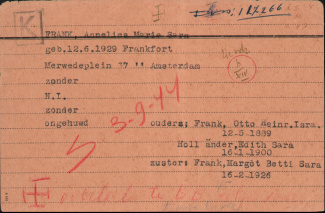 K
187266
FRANK, Annelies Marie Sara
geb.12.6.1929 Frankfort
Merwedeplein 37 II Amsterdam
zonder
N.I.
zonder
ongehuwd
3-9-44
ouders: Frank, Otto Heinr.Isra.
12-5-1889
Holländer,Edith Sara
16-1-1900
zuster: Frank,Margot Betti Sara
16-2-1926